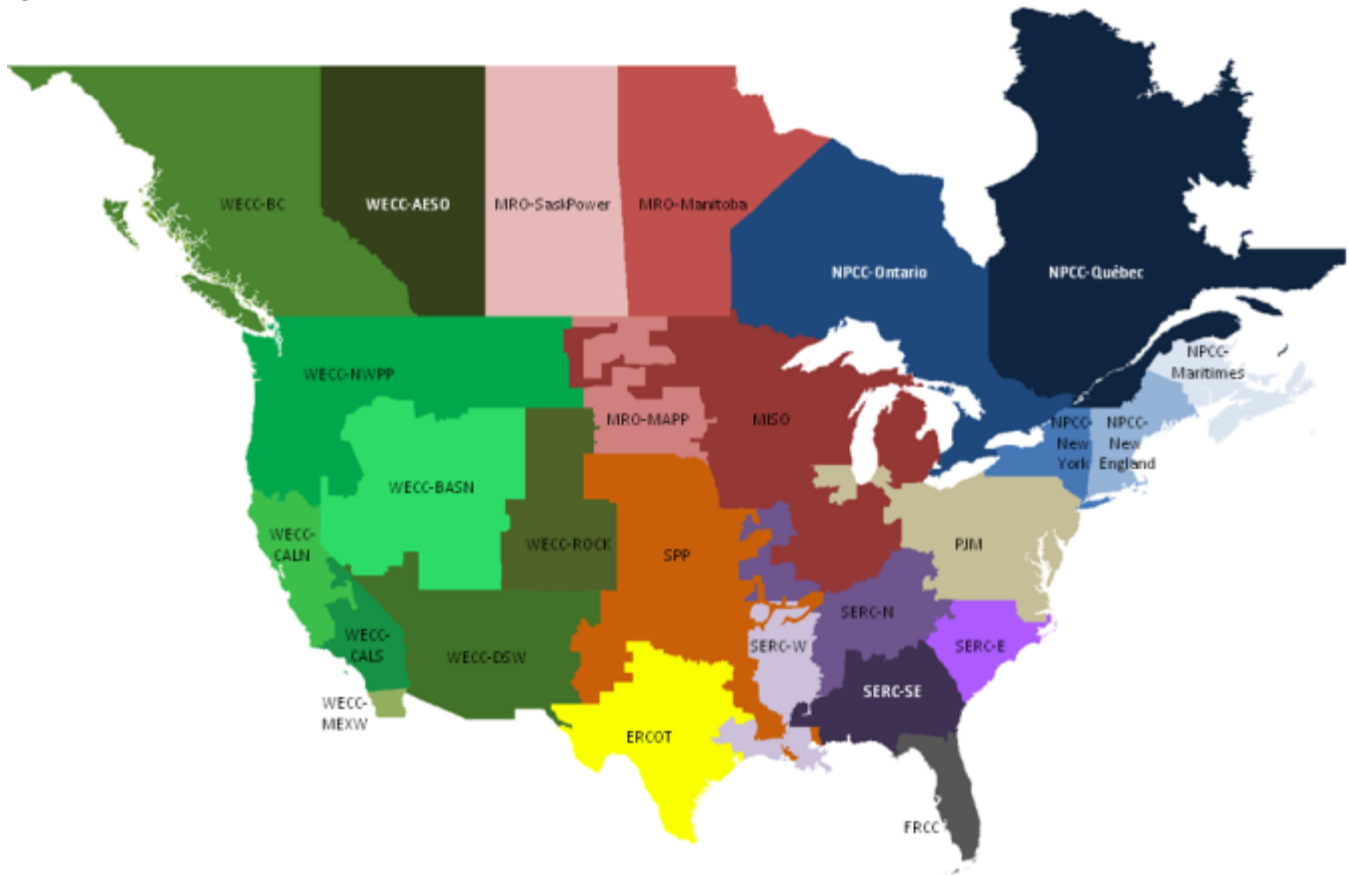 WECC-BC
WECC-AESO
MRO-SaskPower
MRO-Manitoba
NPCC-Ontario
NPCC-Québec
NPCC-
Maritimes
WECC-NWPP
MRO-MAPP
MISO
NPCC-
New
York
NPCC-
New
England
WECC-BASN
WECC-
CALN
WECC-ROCK
SPP
PJM
SERC-N
WECC-
CALS
WECC-DSW
SERC-W
SERC-E
SERC-SE
WECC-
MEXW
ERCOT
FRCC